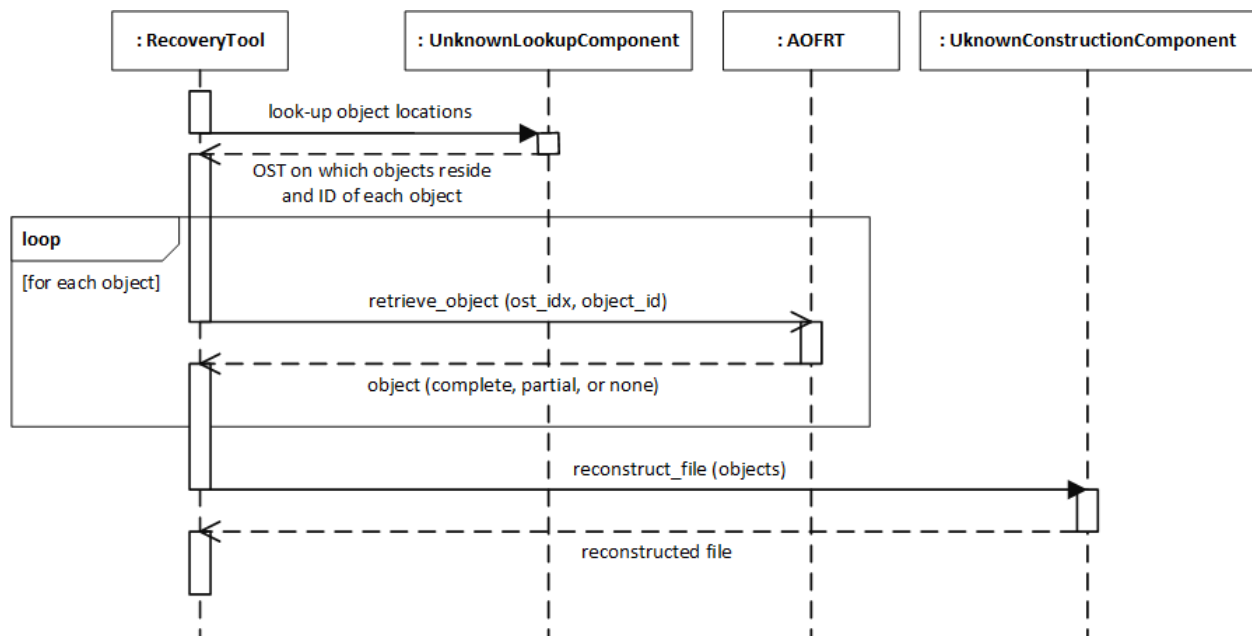 : RecoveryTool
: UnknownLookupComponent
: AOFRT
: UknownConstructionComponent
look-up object locations
OST on which objects reside
and ID of each object
loop
[for each object]
retrieve_object (ost_idx, object_id)
object (complete, partial, or none)
reconstruct_file (objects)
reconstructed file